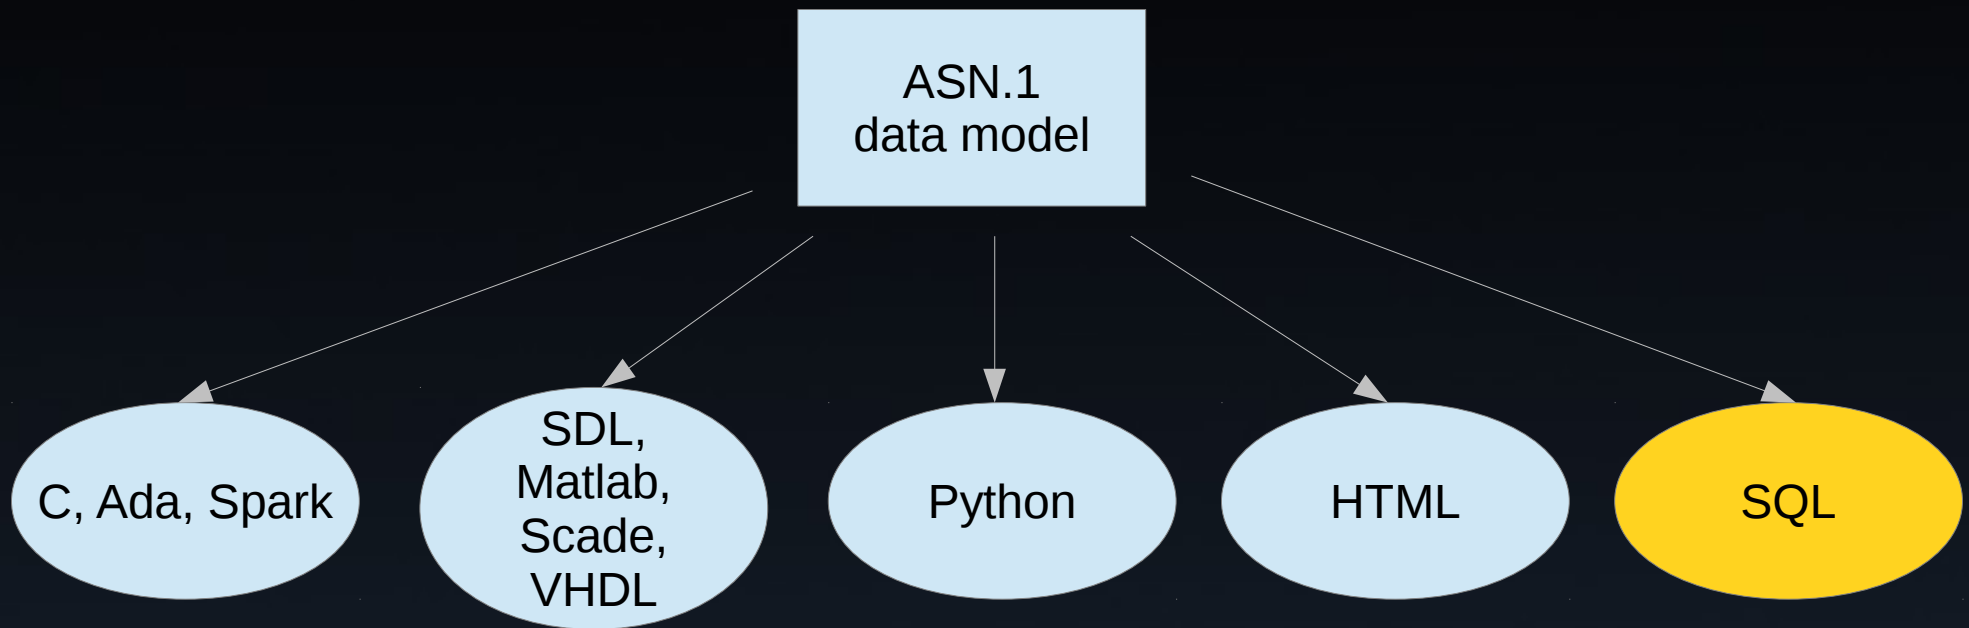 ASN.1
data model
C, Ada, Spark
SDL,
Matlab,
Scade,
VHDL
Python
HTML
SQL